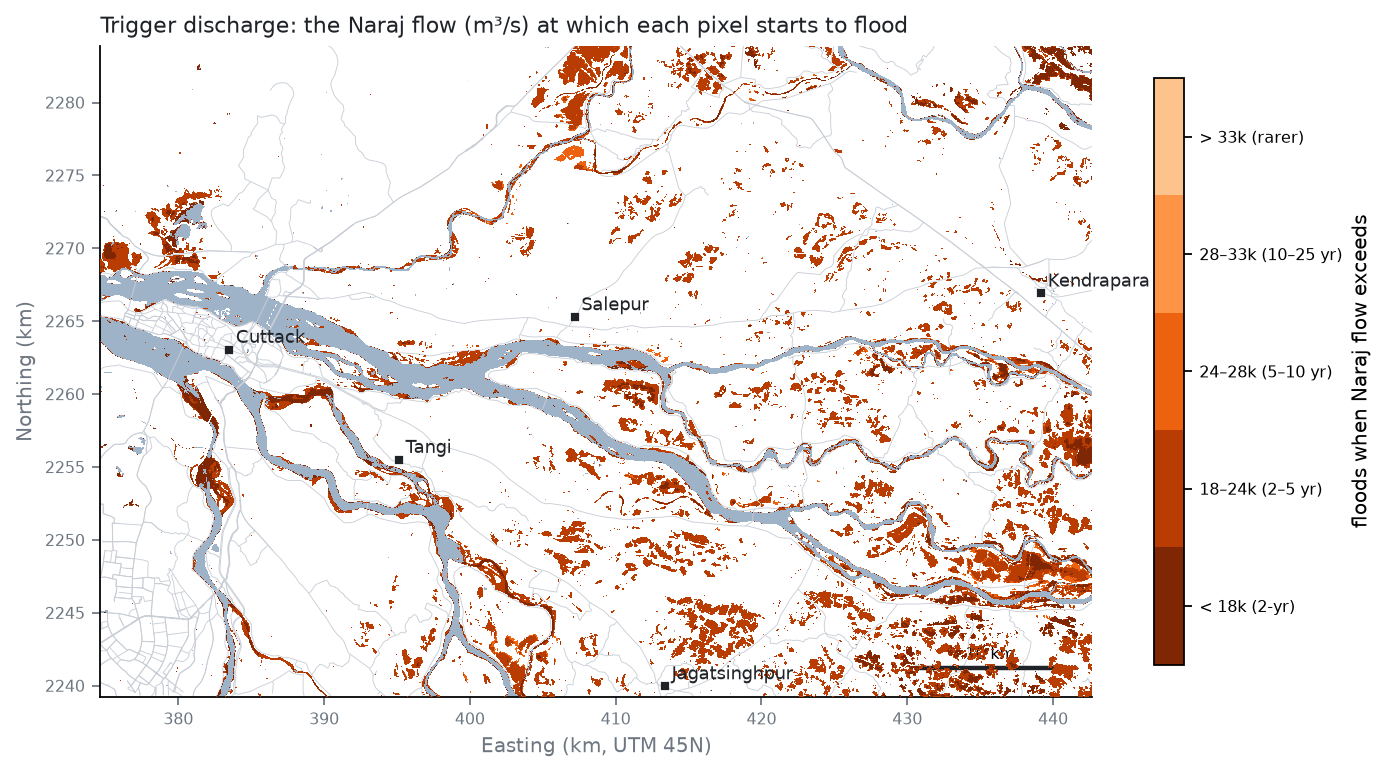 Trigger discharge: the Naraj flow (m³/s) at which each pixel starts to flood
Northing (km)
2280
2275
2270
2265
2260
2255
2250
2245
2240
Kendrapara
Salepur
Cuttack
Tangi
Jagatsinghpur
380
390
400
410
420
430
440
Easting (km, UTM 45N)
> 33k (rarer)
28–33k (10–25 yr)
24–28k (5–10 yr)
18–24k (2–5 yr)
< 18k (2-yr)
floods when Naraj flow exceeds